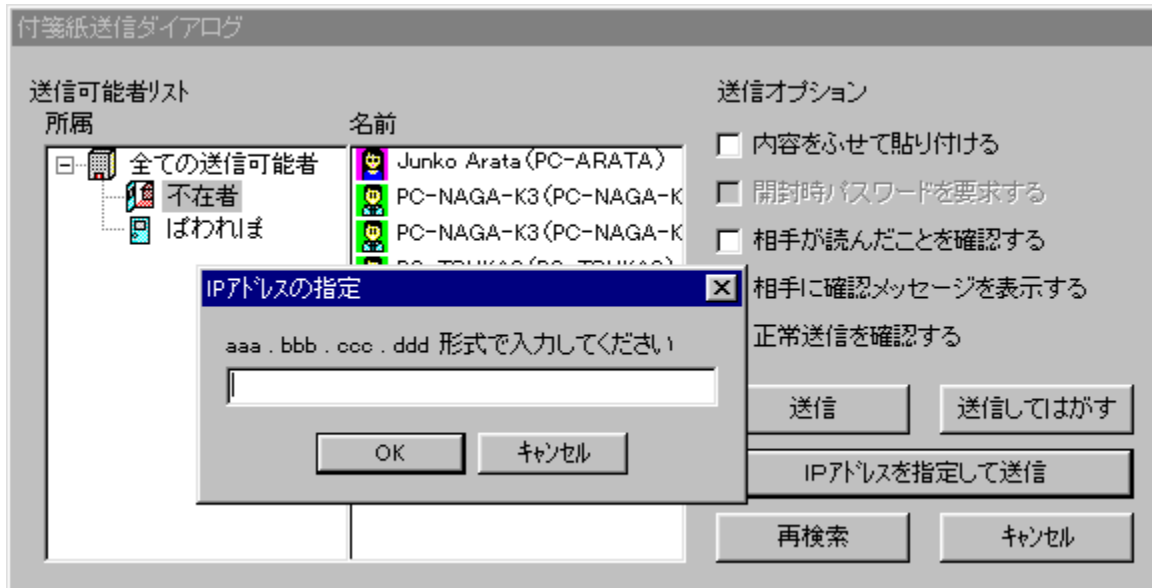 付箋紙送信ダイアログ
送信可能者リスト
所属
名前
全ての送信可能者
不在者
ぱわれぼ
Junko Arata(PC-ARATA)
PC-NAGA-K3(PC-NAGA-K
PC-NAGA-K3(PC-NAGA-K
送信オプション
内容をふせて貼り付ける
開封時パスワードを要求する
相手が読んだことを確認する
相手に確認メッセージを表示する
正常送信を確認する
IPアドレスの指定
aaa.bbb.ccc.ddd 形式で入力してください
OK
キャンセル
送信
送信してはがす
IPアドレスを指定して送信
再検索
キャンセル